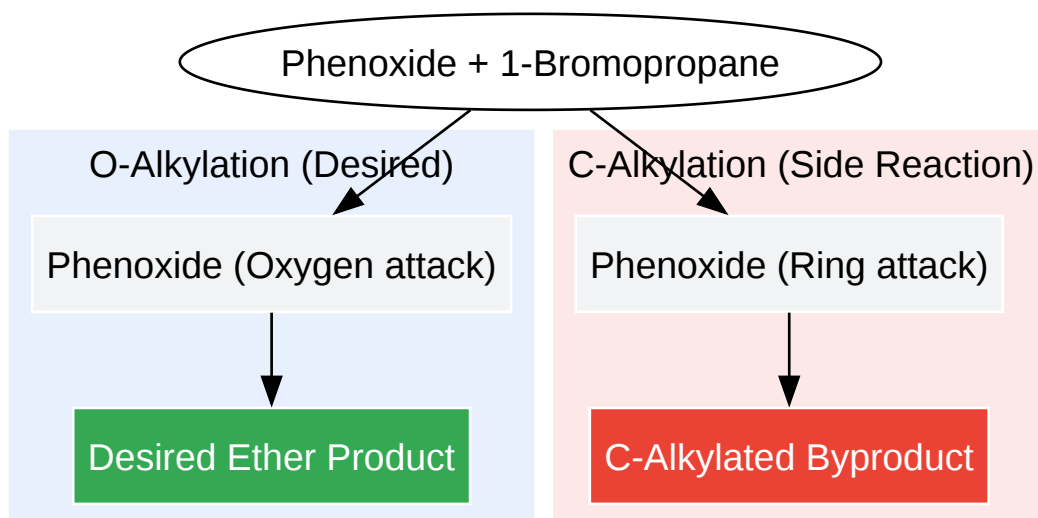 Phenoxide + 1-Bromopropane
O-Alkylation (Desired)
C-Alkylation (Side Reaction)
Phenoxide (Oxygen attack)
Phenoxide (Ring attack)
Desired Ether Product
C-Alkylated Byproduct